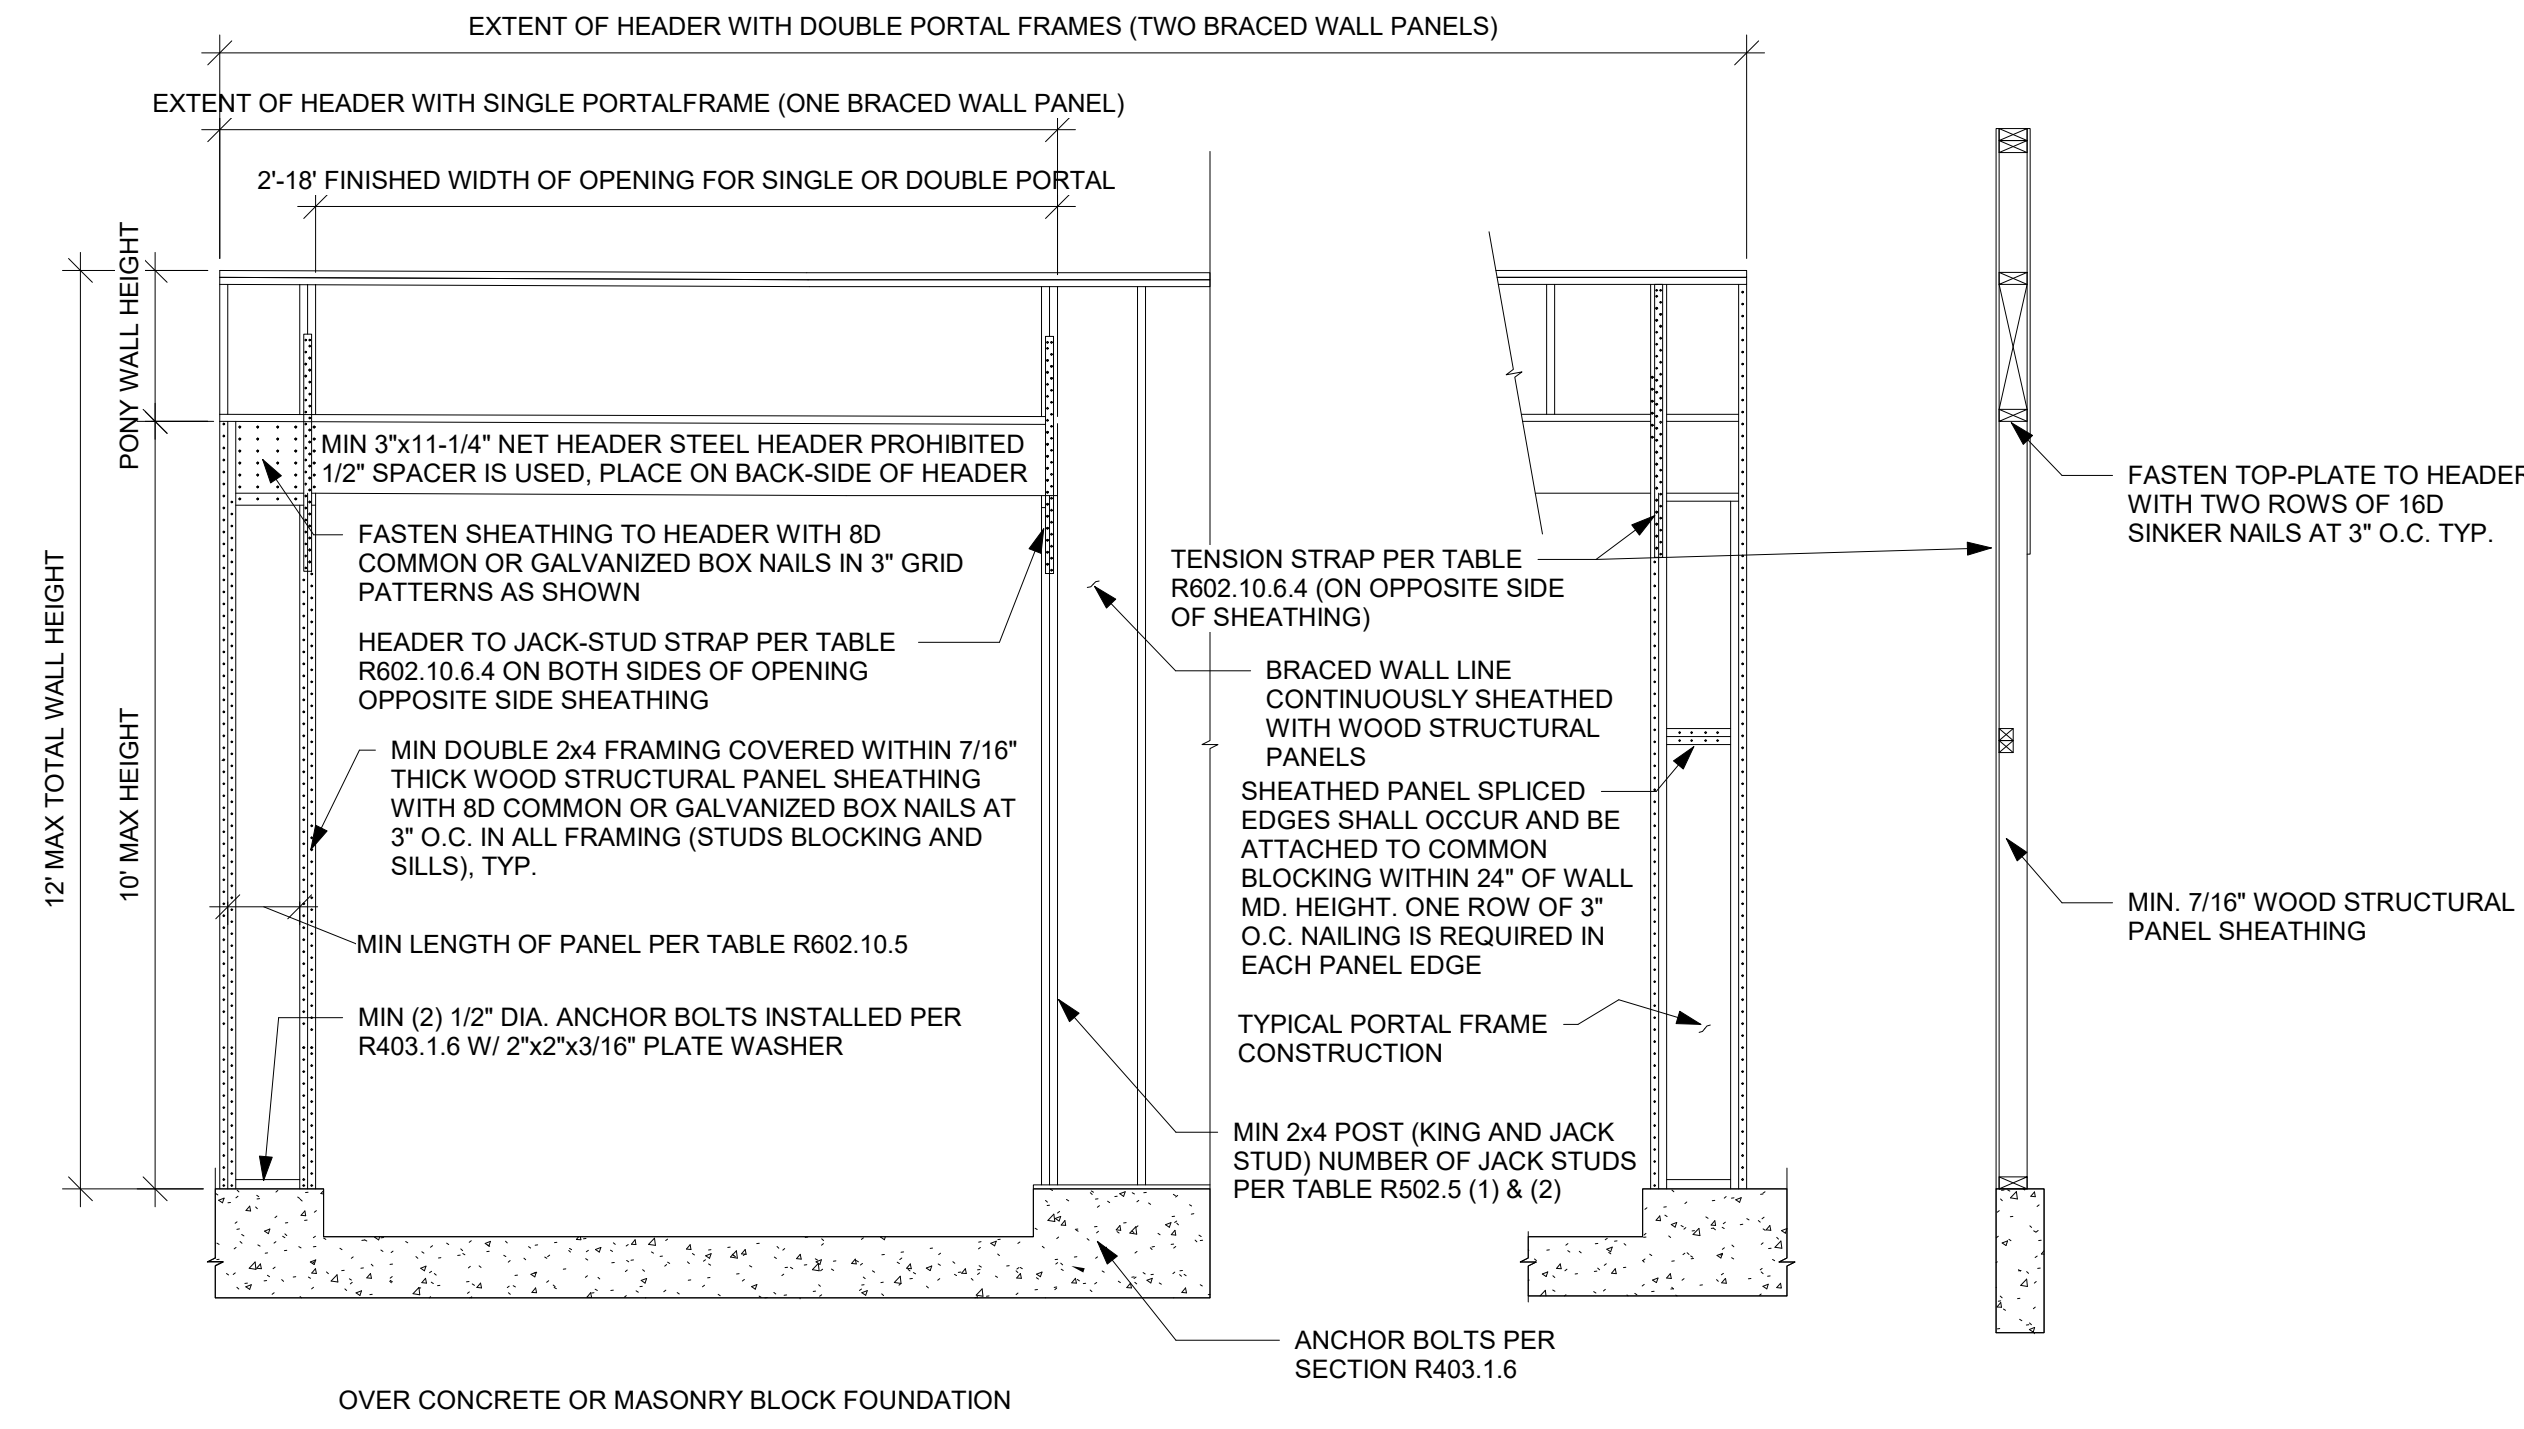 EXTENT OF HEADER WITH DOUBLE PORTAL FRAMES (TWO BRACED WALL PANELS)
EXTENT OF HEADER WITH SINGLE PORTALFRAME (ONE BRACED WALL PANEL)
2'-18' FINISHED WIDTH OF OPENING FOR SINGLE OR DOUBLE PORTAL
PONY WALL HEIGHT
12' MAX TOTAL WALL HEIGHT
10' MAX HEIGHT
MIN 3"x11-1/4" NET HEADER STEEL HEADER PROHIBITED
1/2" SPACER IS USED, PLACE ON BACK-SIDE OF HEADER
FASTEN SHEATHING TO HEADER WITH 8D
COMMON OR GALVANIZED BOX NAILS IN 3" GRID
PATTERNS AS SHOWN
HEADER TO JACK-STUD STRAP PER TABLE
R602.10.6.4 ON BOTH SIDES OF OPENING
OPPOSITE SIDE SHEATHING
MIN DOUBLE 2x4 FRAMING COVERED WITHIN 7/16"
THICK WOOD STRUCTURAL PANEL SHEATHING
WITH 8D COMMON OR GALVANIZED BOX NAILS AT
3" O.C. IN ALL FRAMING (STUDS BLOCKING AND
SILLS), TYP.
MIN LENGTH OF PANEL PER TABLE R602.10.5
MIN (2) 1/2" DIA. ANCHOR BOLTS INSTALLED PER
R403.1.6 W/ 2"x2"x3/16" PLATE WASHER
TENSION STRAP PER TABLE
R602.10.6.4 (ON OPPOSITE SIDE
OF SHEATHING)
BRACED WALL LINE
CONTINUOUSLY SHEATHED
WITH WOOD STRUCTURAL
PANELS
SHEATHED PANEL SPLICED
EDGES SHALL OCCUR AND BE
ATTACHED TO COMMON
BLOCKING WITHIN 24" OF WALL
MD. HEIGHT. ONE ROW OF 3"
O.C. NAILING IS REQUIRED IN
EACH PANEL EDGE
TYPICAL PORTAL FRAME
CONSTRUCTION
MIN 2x4 POST (KING AND JACK
STUD) NUMBER OF JACK STUDS
PER TABLE R502.5 (1) & (2)
ANCHOR BOLTS PER
SECTION R403.1.6
FASTEN TOP-PLATE TO HEADER
WITH TWO ROWS OF 16D
SINKER NAILS AT 3" O.C. TYP.
MIN. 7/16" WOOD STRUCTURAL
PANEL SHEATHING
OVER CONCRETE OR MASONRY BLOCK FOUNDATION